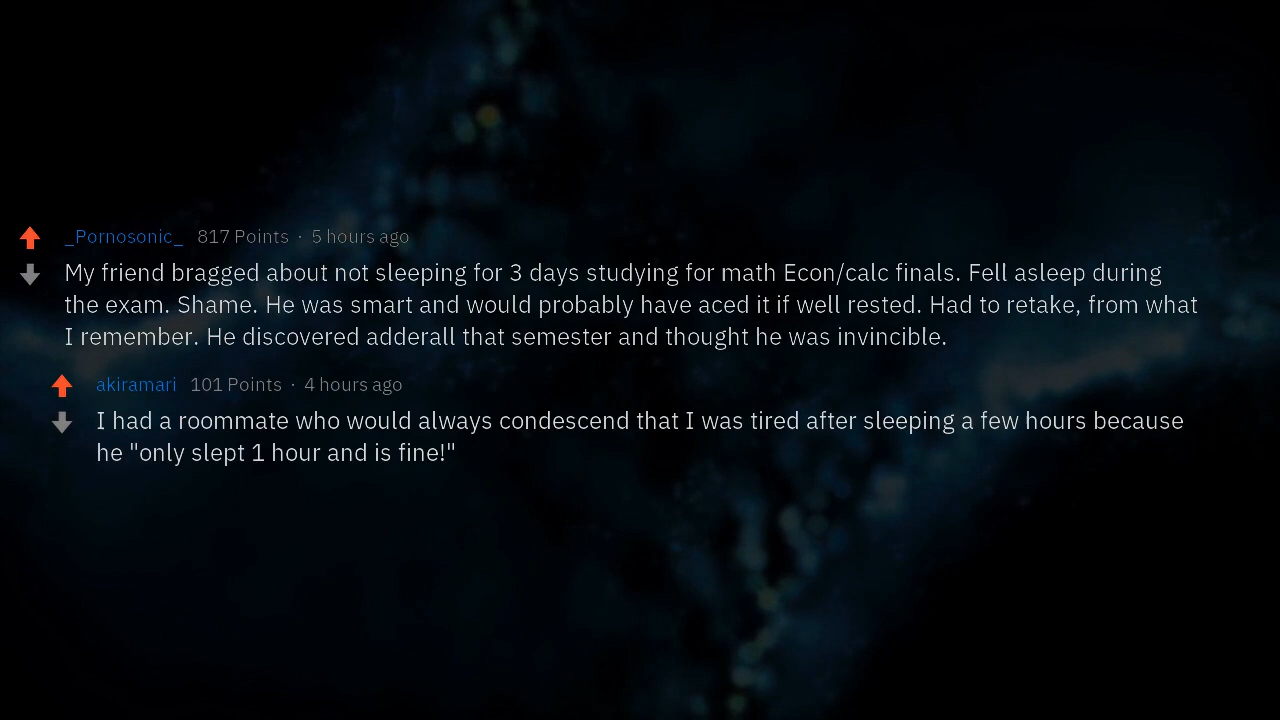 _Pornosonic_ 817 Points · 5 hours ago
My friend bragged about not sleeping for 3 days studying for math Econ/calc finals. Fell asleep during
the exam. Shame. He was smart and would probably have aced it if well rested. Had to retake, from what
I remember. He discovered adderall that semester and thought he was invincible.
akiramari 101 Points · 4 hours ago
I had a roommate who would always condescend that I was tired after sleeping a few hours because
he "only slept 1 hour and is fine!"